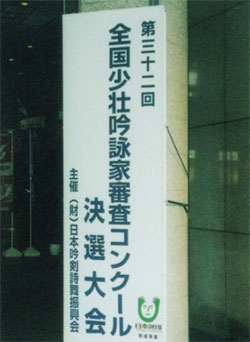 第三十二回
全国少壮吟詠家審査コンクール
決選大会
主催 (財)日本吟剣詩舞振興会